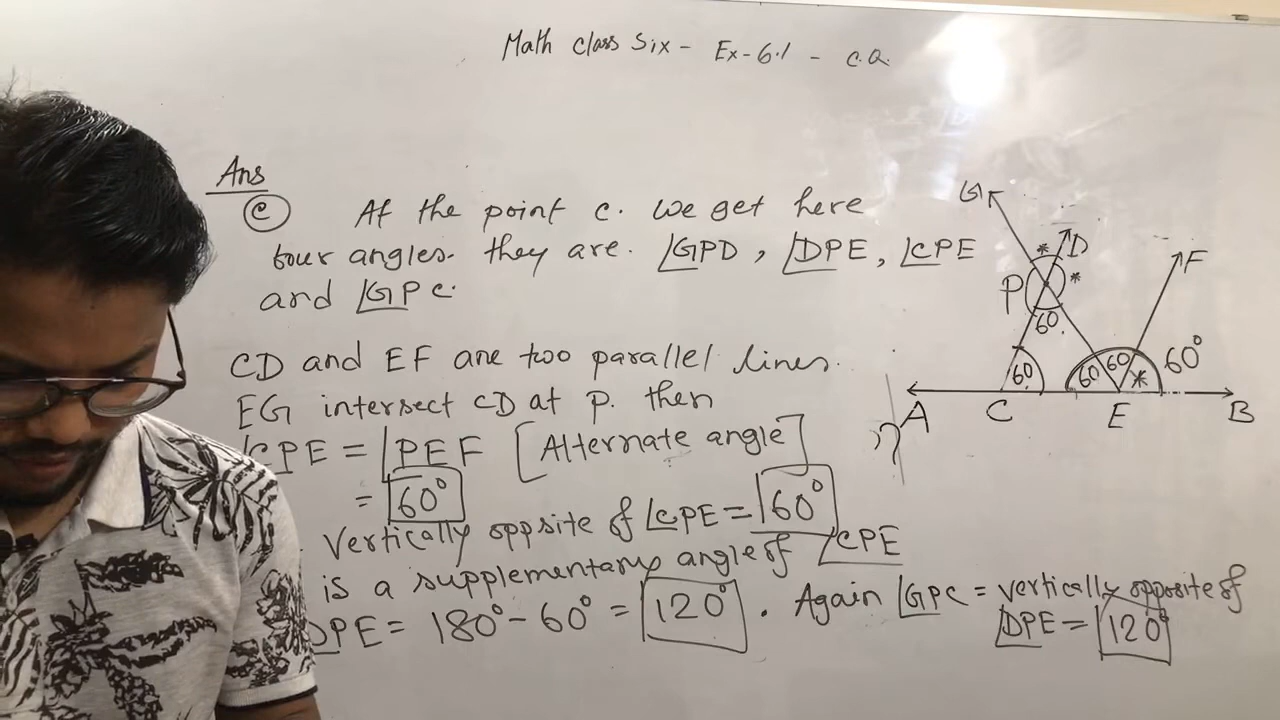 Math class Six - Ex-6.1 - C.Q.
Ans
c At the point c. we get here
four angles. they are. ∠GPD, ∠DPE, ∠CPE
and ∠GPC.
CD and EF are two parallel lines.
EG intersect CD at P. then
∠CPE = ∠PEF [Alternate angle]
= 60°
Vertically oppsite of ∠CPE = 60°
is a supplementary angle of ∠CPE
DPE = 180° - 60° = 120°. Again ∠GPC = vertically opposite of
∠DPE = 120°
G
* D
P *
F
60
60 60 60 * 60°
A C E B